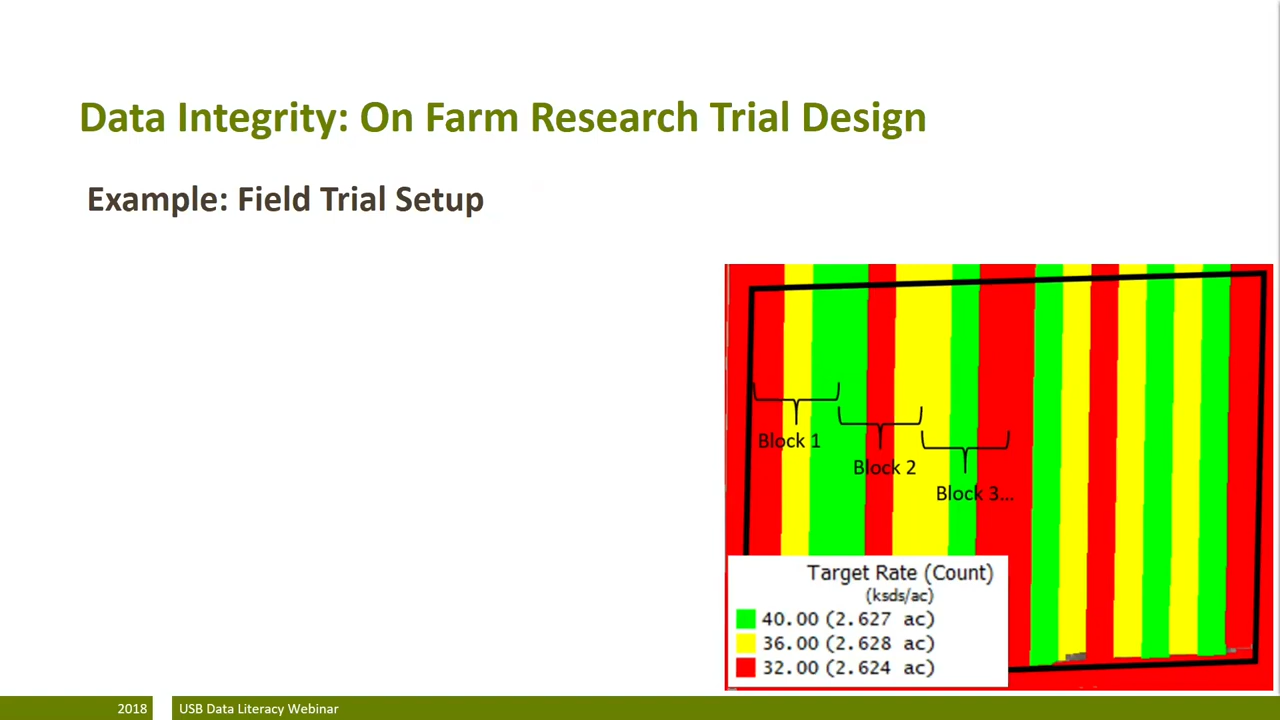 Data Integrity: On Farm Research Trial Design
Example: Field Trial Setup
Block 1
Block 2
Block 3...
Target Rate (Count)
(ksds/ac)
40.00 (2.627 ac)
36.00 (2.628 ac)
32.00 (2.624 ac)
2018
USB Data Literacy Webinar